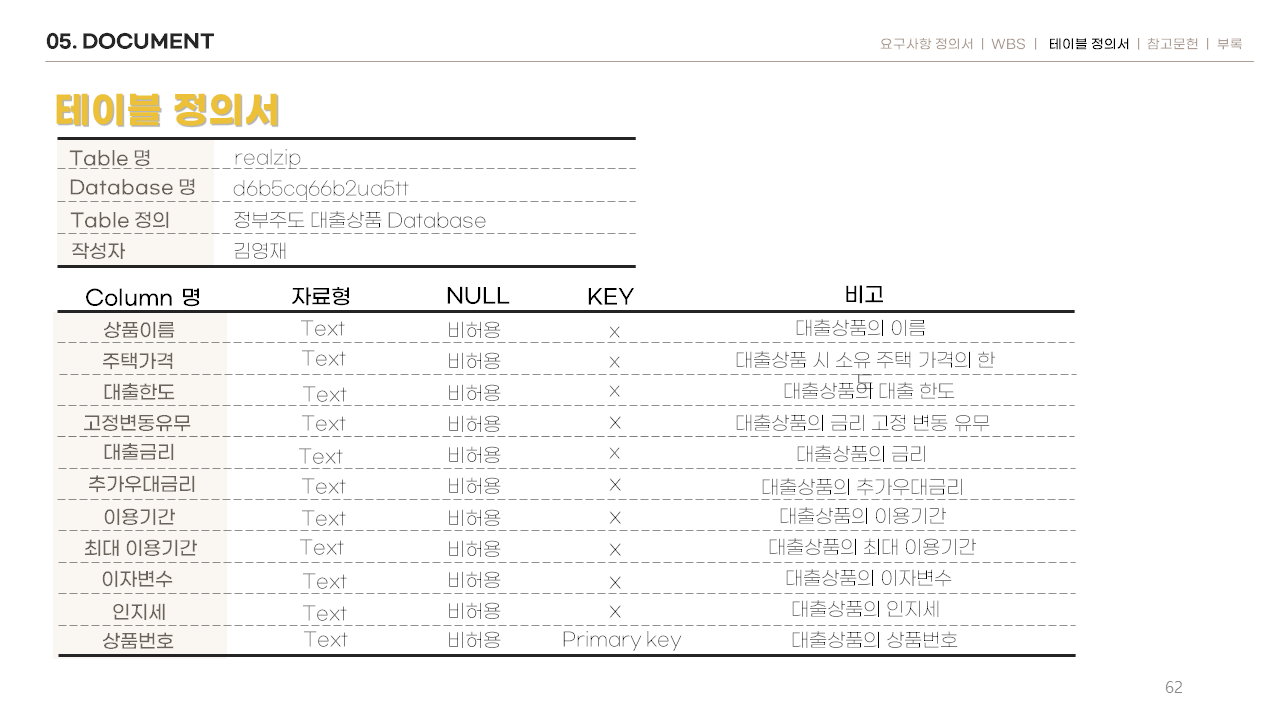 05. DOCUMENT
요구사항 정의서 | WBS | 테이블 정의서 | 참고문헌 | 부록
테이블 정의서
Table 명 realzip
Database 명 d6b5cq66b2ua5tt
Table 정의 정부주도 대출상품 Database
작성자 김영재
Column 명 자료형 NULL KEY 비고
상품이름 Text 비허용 x 대출상품의 이름
주택가격 Text 비허용 x 대출상품 시 소유 주택 가격의 한
도
대출한도 Text 비허용 x 대출상품의 대출 한도
고정변동유무 Text 비허용 x 대출상품의 금리 고정 변동 유무
대출금리 Text 비허용 x 대출상품의 금리
추가우대금리 Text 비허용 x 대출상품의 추가우대금리
이용기간 Text 비허용 x 대출상품의 이용기간
최대 이용기간 Text 비허용 x 대출상품의 최대 이용기간
이자변수 Text 비허용 x 대출상품의 이자변수
인지세 Text 비허용 x 대출상품의 인지세
상품번호 Text 비허용 Primary key 대출상품의 상품번호
62